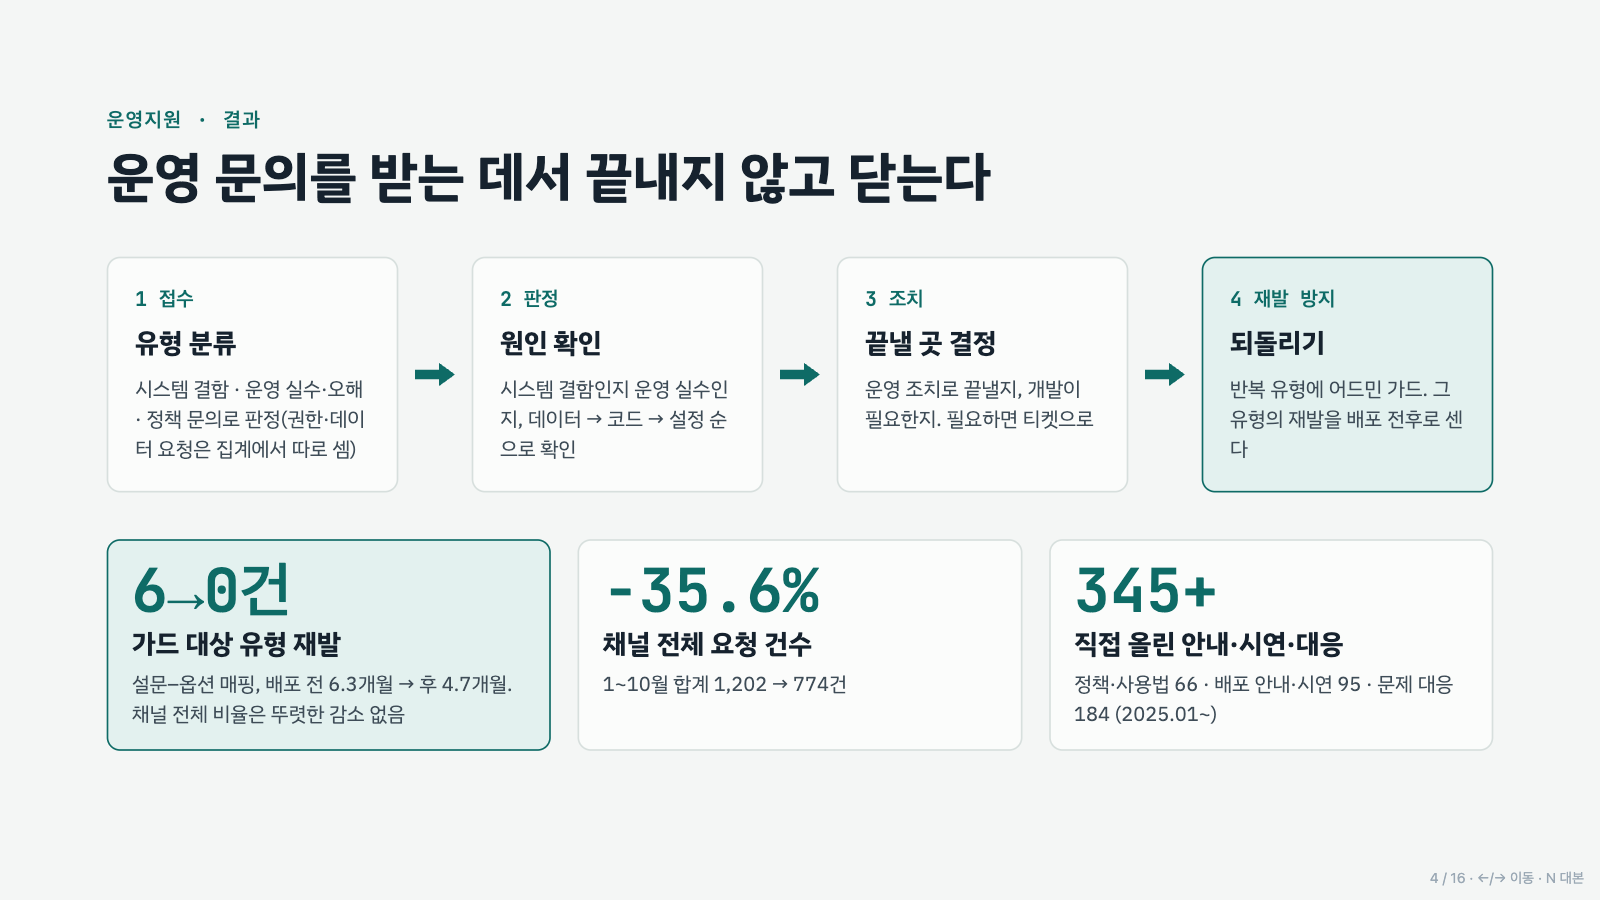 운영지원 · 결과
운영 문의를 받는 데서 끝내지 않고 닫는다
1 접수
유형 분류
시스템 결함 · 운영 실수·오해
· 정책 문의로 판정(권한·데이
터 요청은 집계에서 따로 셈)
2 판정
원인 확인
시스템 결함인지 운영 실수인
지, 데이터 → 코드 → 설정 순
으로 확인
3 조치
끝낼 곳 결정
운영 조치로 끝낼지, 개발이
필요한지. 필요하면 티켓으로
4 재발 방지
되돌리기
반복 유형에 어드민 가드. 그
유형의 재발을 배포 전후로 센
다
6→0건
가드 대상 유형 재발
설문–옵션 매핑, 배포 전 6.3개월 → 후 4.7개월.
채널 전체 비율은 뚜렷한 감소 없음
-35.6%
채널 전체 요청 건수
1~10월 합계 1,202 → 774건
345+
직접 올린 안내·시연·대응
정책·사용법 66 · 배포 안내·시연 95 · 문제 대응
184 (2025.01~)
4 / 16 · ←/→ 이동 · N 대본